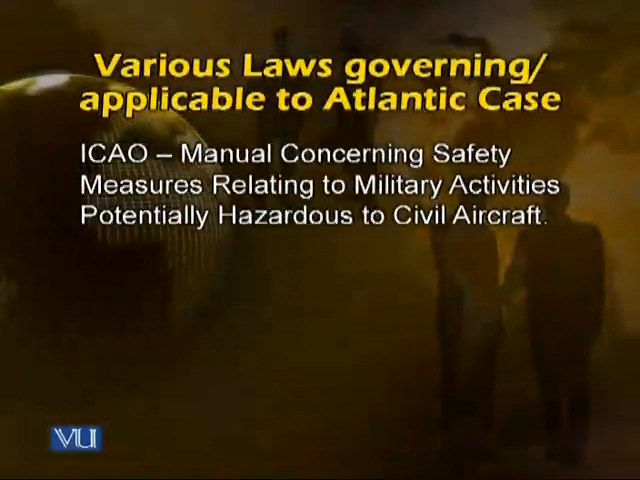 Various Laws governing/
applicable to Atlantic Case
ICAO – Manual Concerning Safety
Measures Relating to Military Activities
Potentially Hazardous to Civil Aircraft.
VU